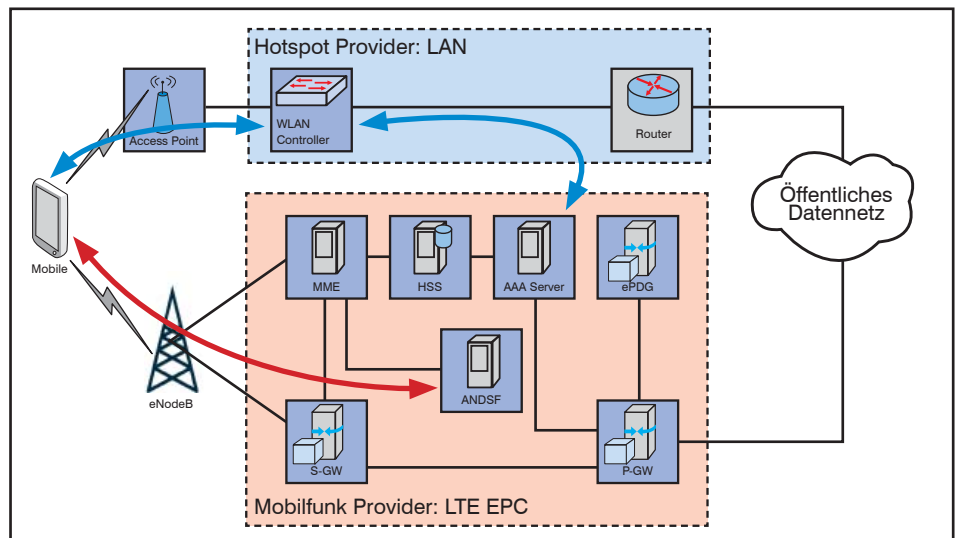 Hotspot Provider: LAN
Access Point
WLAN
Controller
Router
Öffentliches
Datennetz
Mobile
MME
HSS
AAA Server
ePDG
eNodeB
ANDSF
S-GW
P-GW
Mobilfunk Provider: LTE EPC